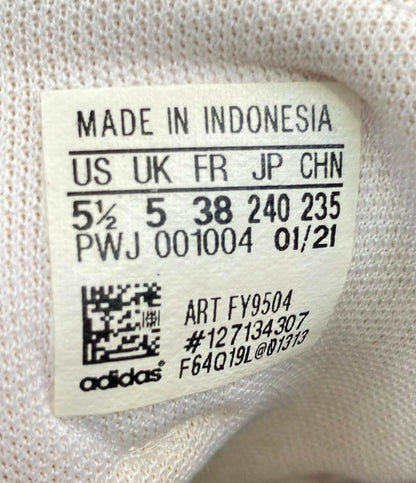 MADE IN INDONESIA
US UK FR JP CHN
5½ 5 38 240 235
PWJ 001004 01/21
ART FY9504
#127134307
F64Q19L@01313
adidas®